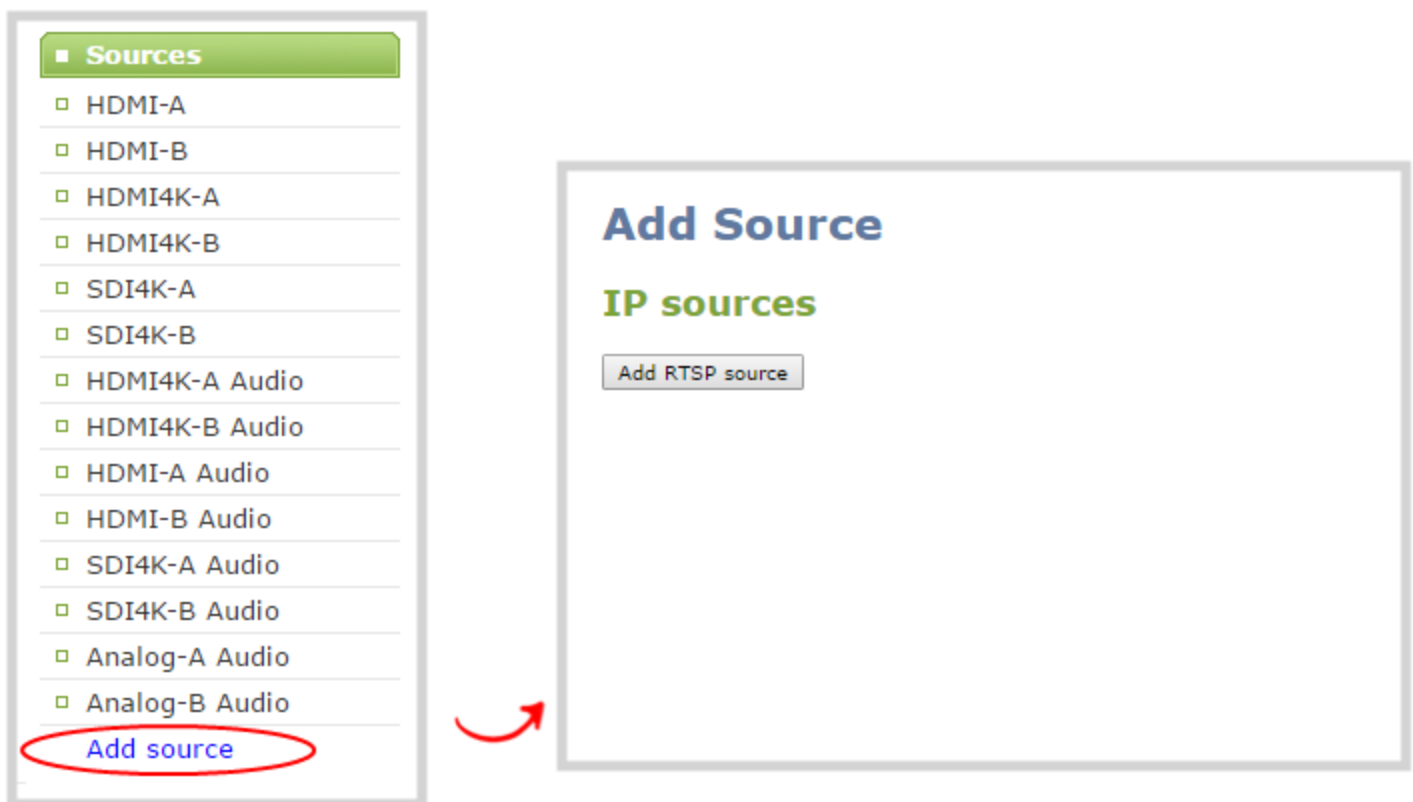 Sources
HDMI-A
HDMI-B
HDMI4K-A
HDMI4K-B
SDI4K-A
SDI4K-B
HDMI4K-A Audio
HDMI4K-B Audio
HDMI-A Audio
HDMI-B Audio
SDI4K-A Audio
SDI4K-B Audio
Analog-A Audio
Analog-B Audio
Add source
Add Source
IP sources
Add RTSP source